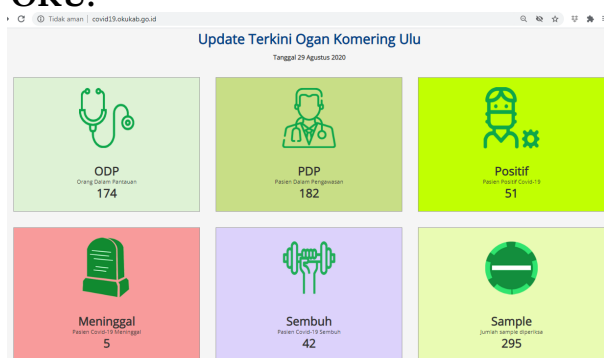 OKU.
Tidak aman | covid19.okukab.go.id
Update Terkini Ogan Komering Ulu
Tanggal 29 Agustus 2020
ODP
Orang Dalam Pentauen
174
PDP
Pasien Dalam Pengawasan
182
Positif
Pasien Positif Covid-19
51
Meninggal
Pasien Covid-19 Meninggal
5
Sembuh
Pasien Covid-19 Sembuh
42
Sample
Jumlah sample diperiksa
295